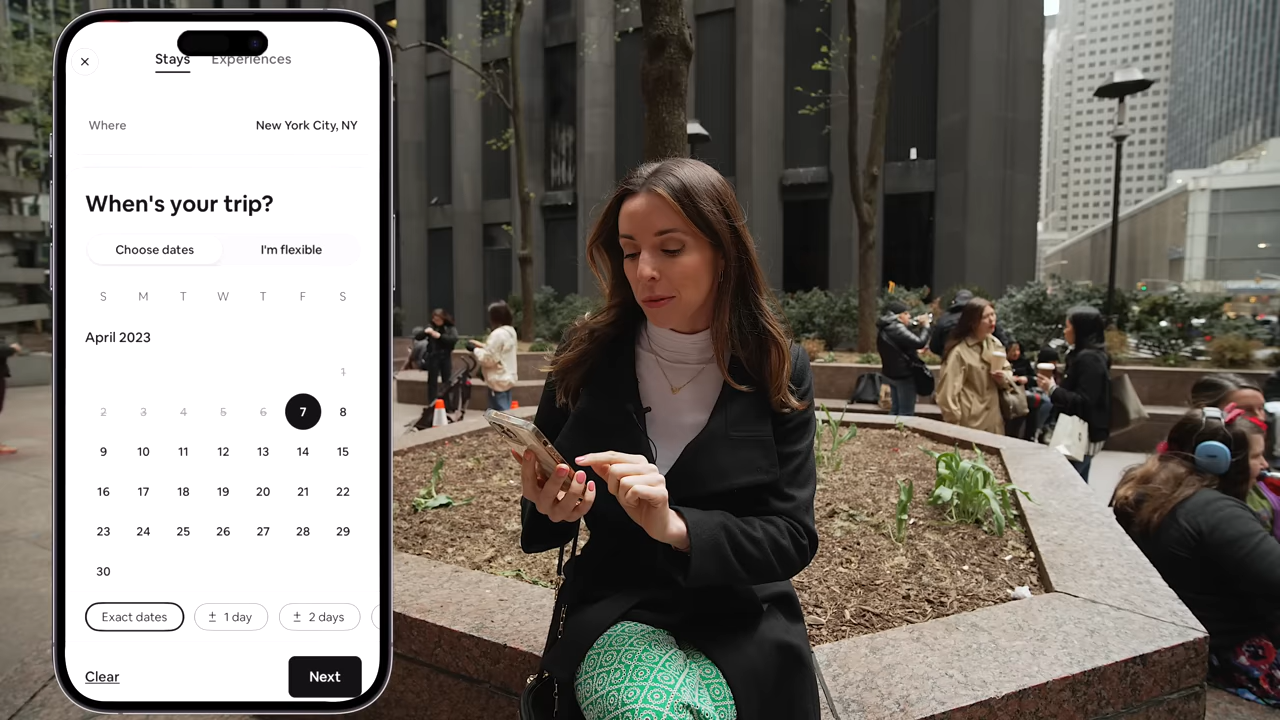 Stays Experiences
Where New York City, NY
When's your trip?
Choose dates I'm flexible
S M T W T F S
April 2023
1
2 3 4 5 6 7 8
9 10 11 12 13 14 15
16 17 18 19 20 21 22
23 24 25 26 27 28 29
30
Exact dates ± 1 day ± 2 days
Clear Next